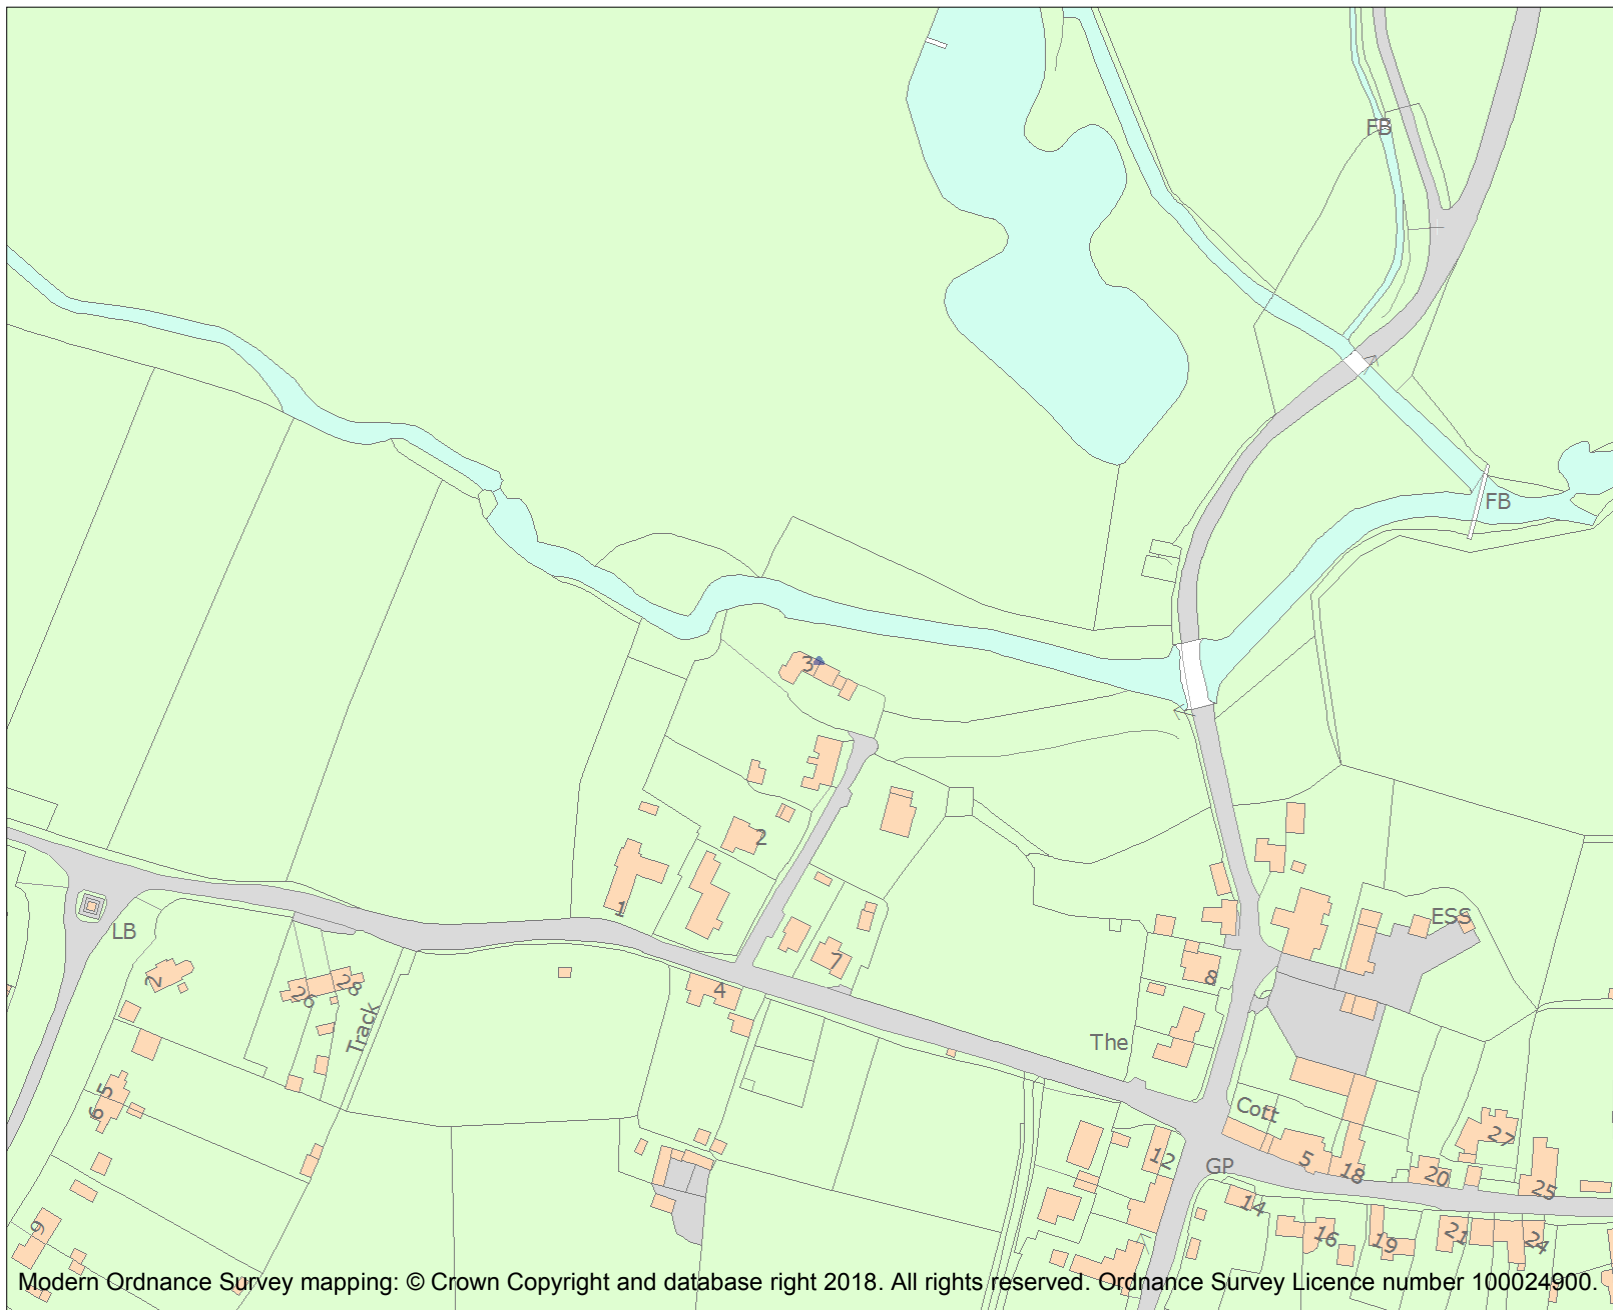 FB
FB
3
2
1
LB
ESS
2
26
28
7
8
4
Track
The
5
6
Cott
27
12
GP
5
18
20
25
14
9
16
19
21
24
Modern Ordnance Survey mapping: © Crown Copyright and database right 2018. All rights reserved. Ordnance Survey Licence number 100024900.